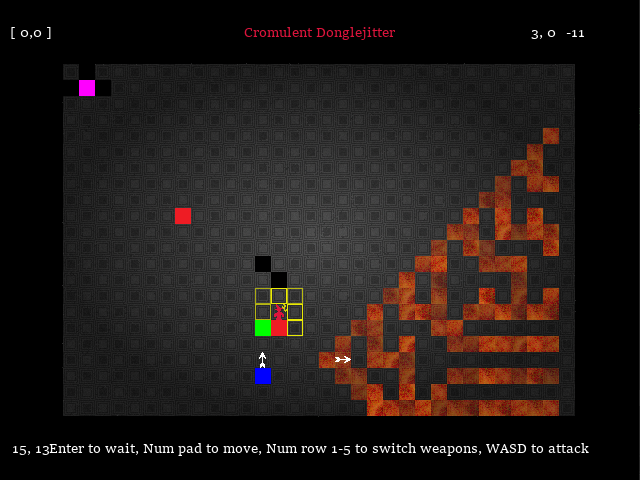 [ 0,0 ] Cromulent Donglejitter 3, 0 -11
15, 13Enter to wait, Num pad to move, Num row 1-5 to switch weapons, WASD to attack